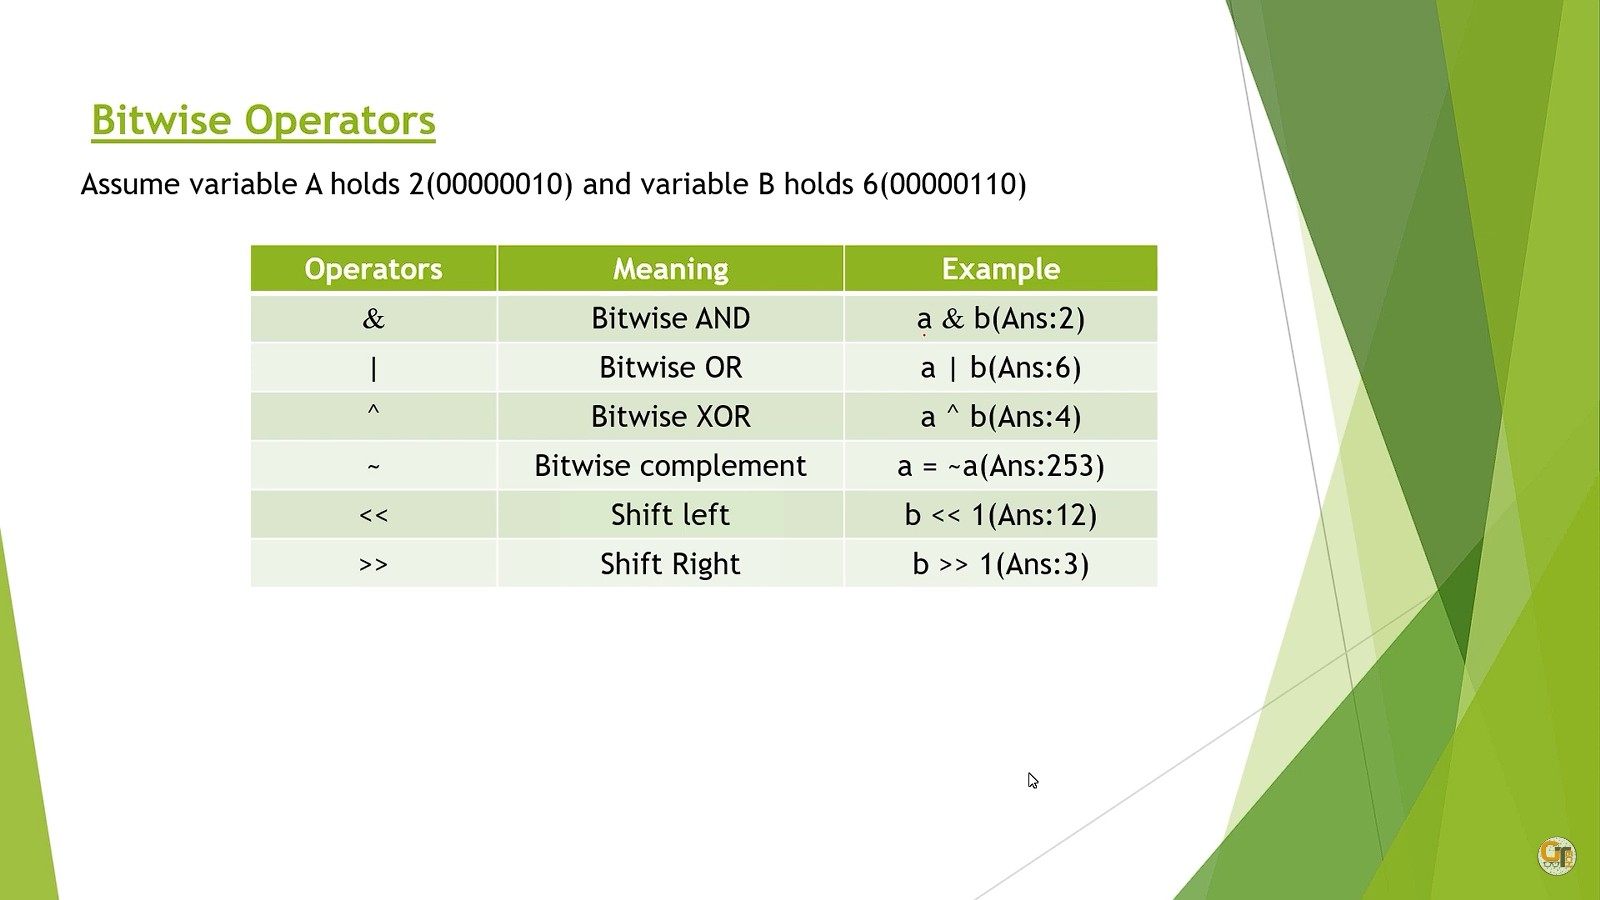 Bitwise Operators
Assume variable A holds 2(00000010) and variable B holds 6(00000110)
Operators Meaning Example
& Bitwise AND a & b(Ans:2)
| Bitwise OR a | b(Ans:6)
^ Bitwise XOR a ^ b(Ans:4)
~ Bitwise complement a = ~a(Ans:253)
<< Shift left b << 1(Ans:12)
>> Shift Right b >> 1(Ans:3)